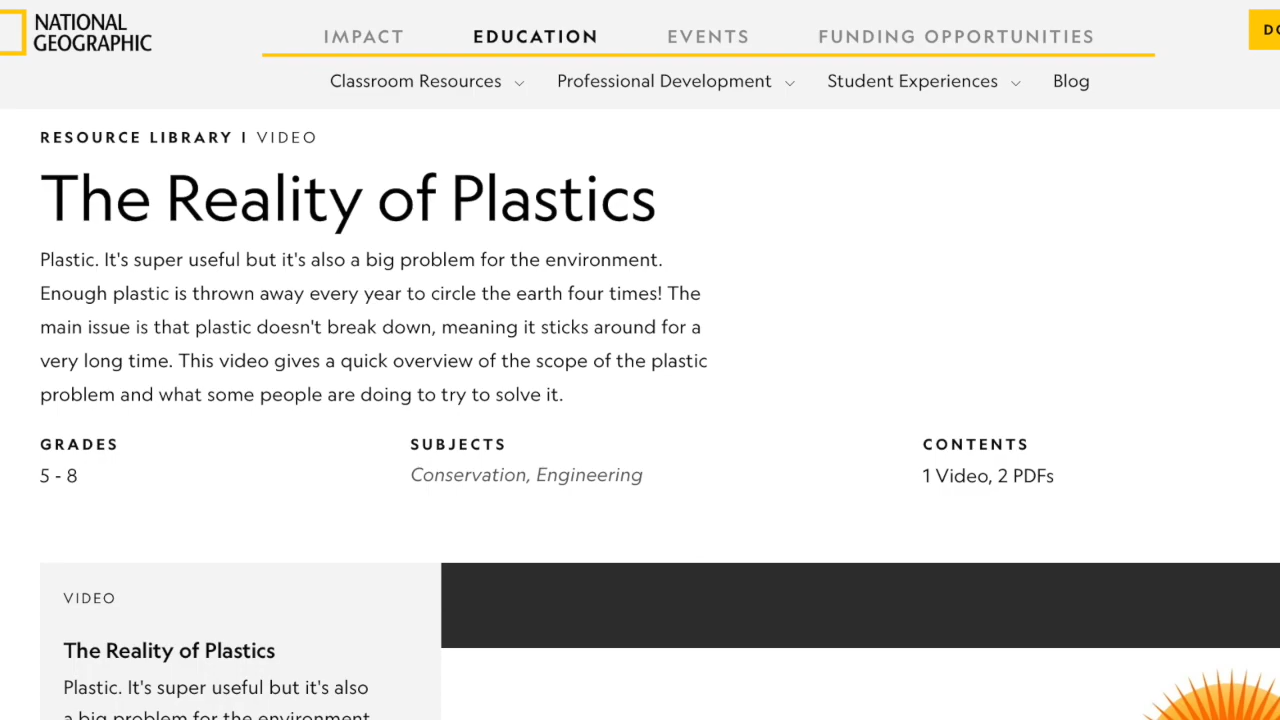 NATIONAL
GEOGRAPHIC
IMPACT EDUCATION EVENTS FUNDING OPPORTUNITIES
Classroom Resources Professional Development Student Experiences Blog
RESOURCE LIBRARY I VIDEO
The Reality of Plastics
Plastic. It's super useful but it's also a big problem for the environment.
Enough plastic is thrown away every year to circle the earth four times! The
main issue is that plastic doesn't break down, meaning it sticks around for a
very long time. This video gives a quick overview of the scope of the plastic
problem and what some people are doing to try to solve it.
GRADES SUBJECTS CONTENTS
5 - 8 Conservation, Engineering 1 Video, 2 PDFs
VIDEO
The Reality of Plastics
Plastic. It's super useful but it's also
a big problem for the environment.